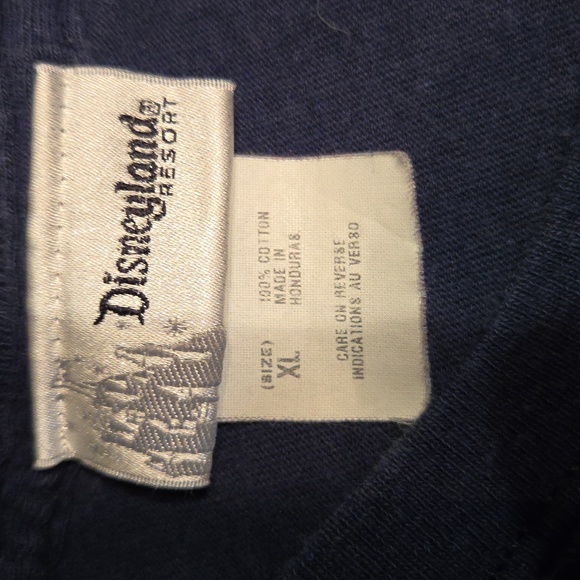 Disneyland®
RESORT
(SIZE)
XL
100% COTTON
MADE IN
HONDURAS
CARE ON REVERSE
INDICATIONS AU VERSO